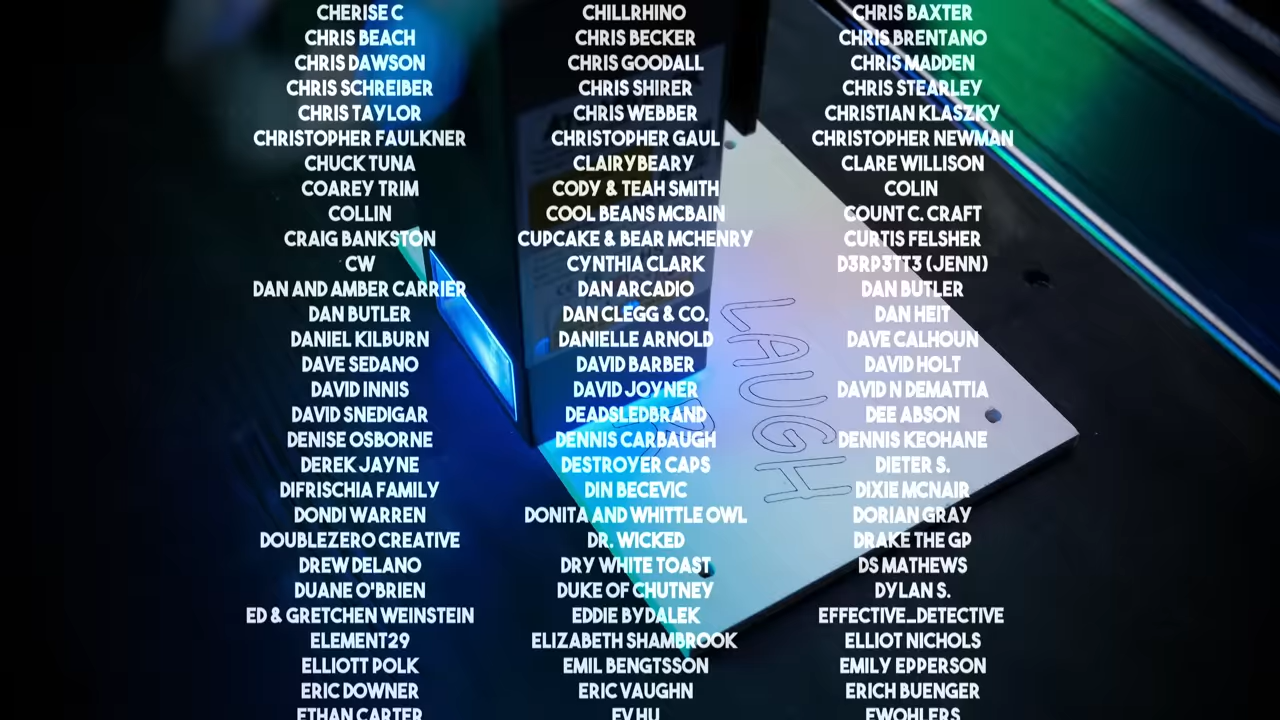 CHERISE C CHILLRHINO CHRIS BAXTER
CHRIS BEACH CHRIS BECKER CHRIS BRENTANO
CHRIS DAWSON CHRIS GOODALL CHRIS MADDEN
CHRIS SCHREIBER CHRIS SHIRER CHRIS STEARLEY
CHRIS TAYLOR CHRIS WEBBER CHRISTIAN KLASZKY
CHRISTOPHER FAULKNER CHRISTOPHER GAUL CHRISTOPHER NEWMAN
CHUCK TUNA CLAIRYBEARY CLARE WILLISON
COAREY TRIM CODY & TEAH SMITH COLIN
COLLIN COOL BEANS MCBAIN COUNT C. CRAFT
CRAIG BANKSTON CUPCAKE & BEAR MCHENRY CURTIS FELSHER
CW CYNTHIA CLARK D3RP3TT3 (JENN)
DAN AND AMBER CARRIER DAN ARCADIO DAN BUTLER
DAN BUTLER DAN CLEGG & CO. DAN HEIT
DANIEL KILBURN DANIELLE ARNOLD DAVE CALHOUN
DAVE SEDANO DAVID BARBER DAVID HOLT
DAVID INNIS DAVID JOYNER DAVID N DEMATTIA
DAVID SNEDIGAR DEADSLEDBRAND DEE ABSON
DENISE OSBORNE DENNIS CARBAUGH DENNIS KEOHANE
DEREK JAYNE DESTROYER CAPS DIETER S.
DIFRISCHIA FAMILY DIN BECEVIC DIXIE MCNAIR
DONDI WARREN DONITA AND WHITTLE OWL DORIAN GRAY
DOUBLEZERO CREATIVE DR. WICKED DRAKE THE GP
DREW DELANO DRY WHITE TOAST DS MATHEWS
DUANE O'BRIEN DUKE OF CHUTNEY DYLAN S.
ED & GRETCHEN WEINSTEIN EDDIE BYDALEK EFFECTIVE_DETECTIVE
ELEMENT29 ELIZABETH SHAMBROOK ELLIOT NICHOLS
ELLIOTT POLK EMIL BENGTSSON EMILY EPPERSON
ERIC DOWNER ERIC VAUGHN ERICH BUENGER
ETHAN CARTER EV HU EWOHLERS
LAUGH